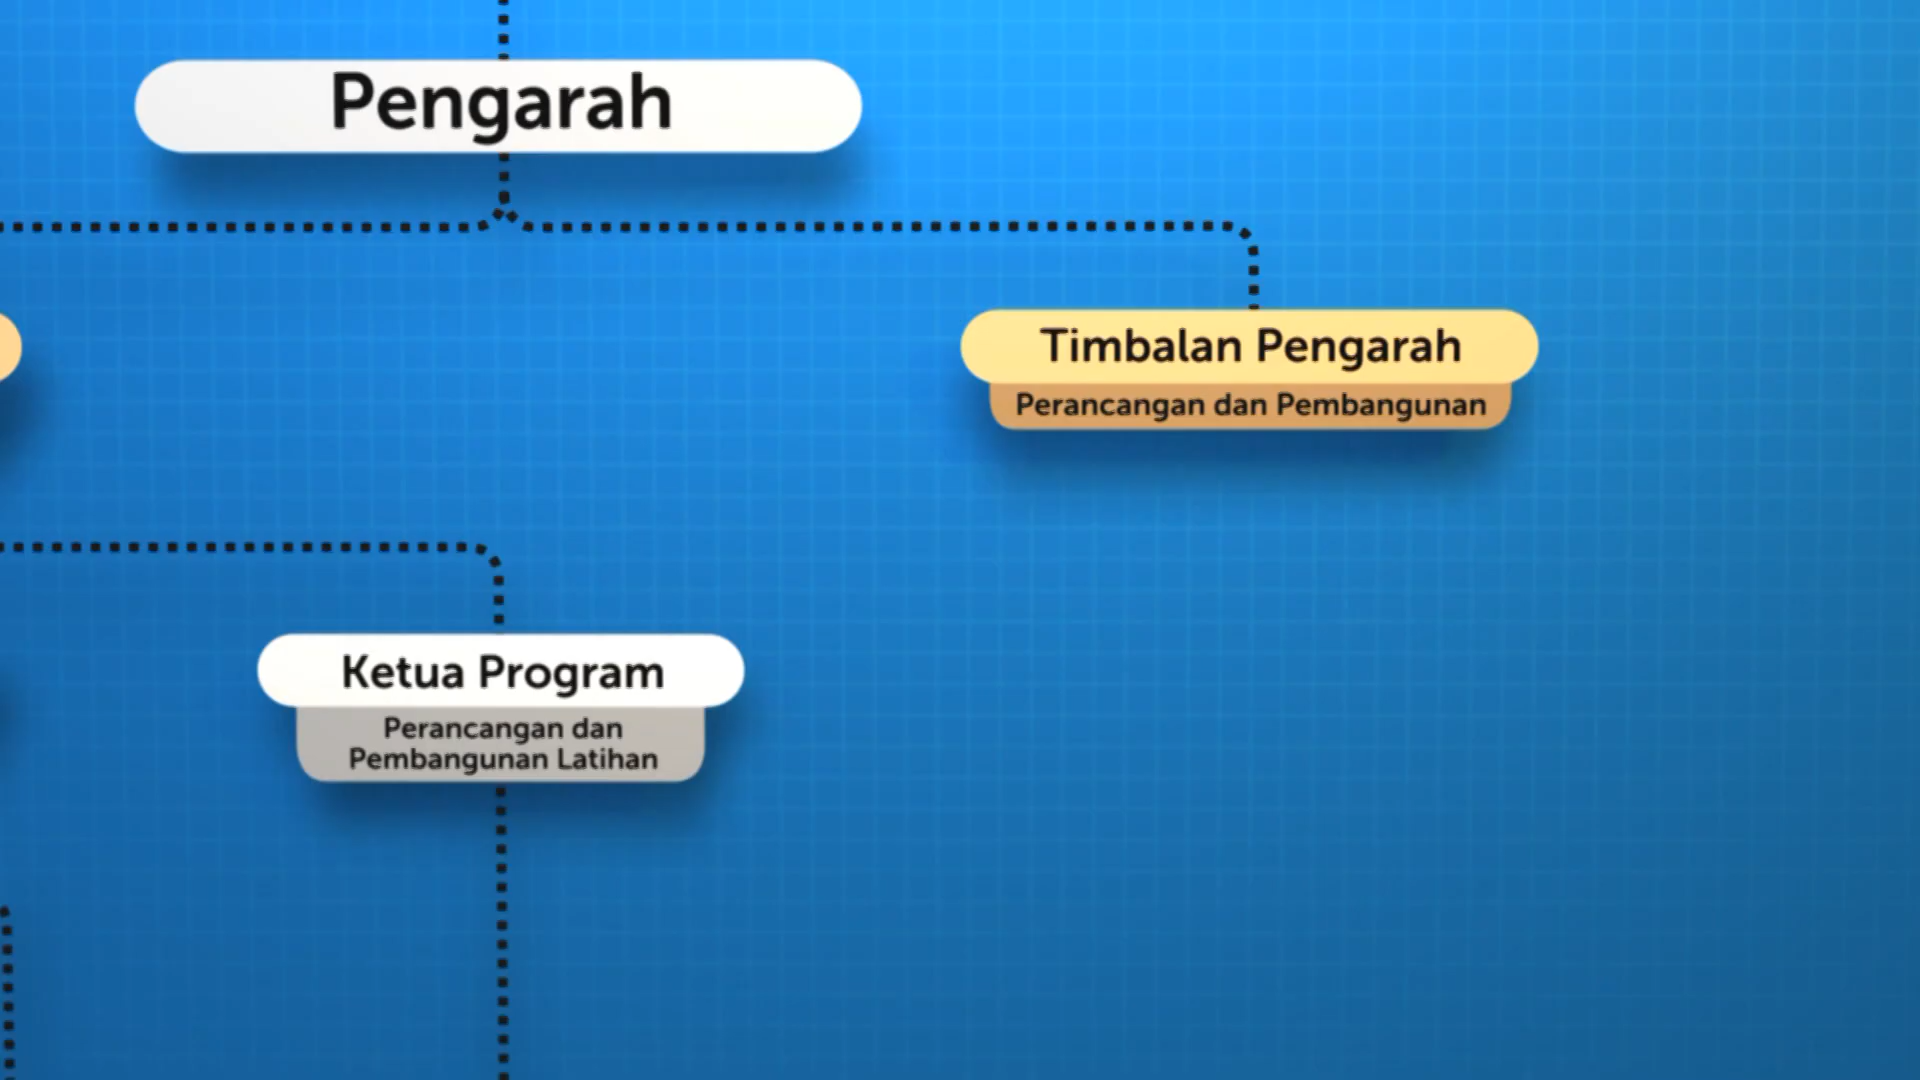 Pengarah
Timbalan Pengarah
Perancangan dan Pembangunan
Ketua Program
Perancangan dan
Pembangunan Latihan